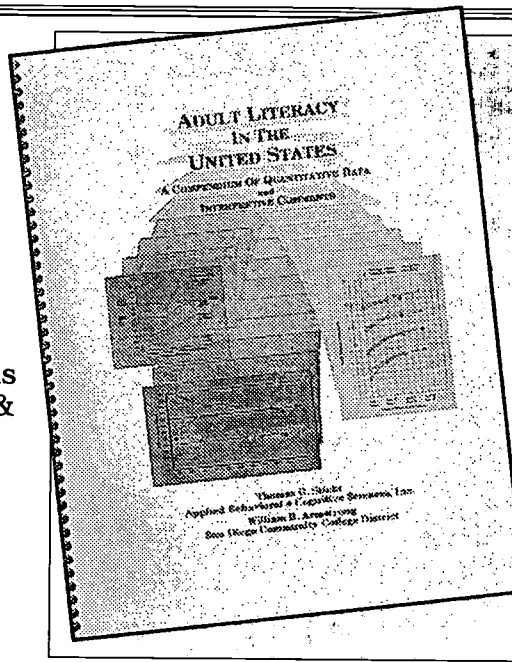 ADULT LITERACY
IN THE
UNITED STATES
A COMPENDIUM OF QUANTITATIVE DATA
and
INTERPRETIVE COMMENTS
s
&
Thomas G. Sticht
Applied Behavioral & Cognitive Sciences, Inc.
William B. Armstrong
San Diego Community College District